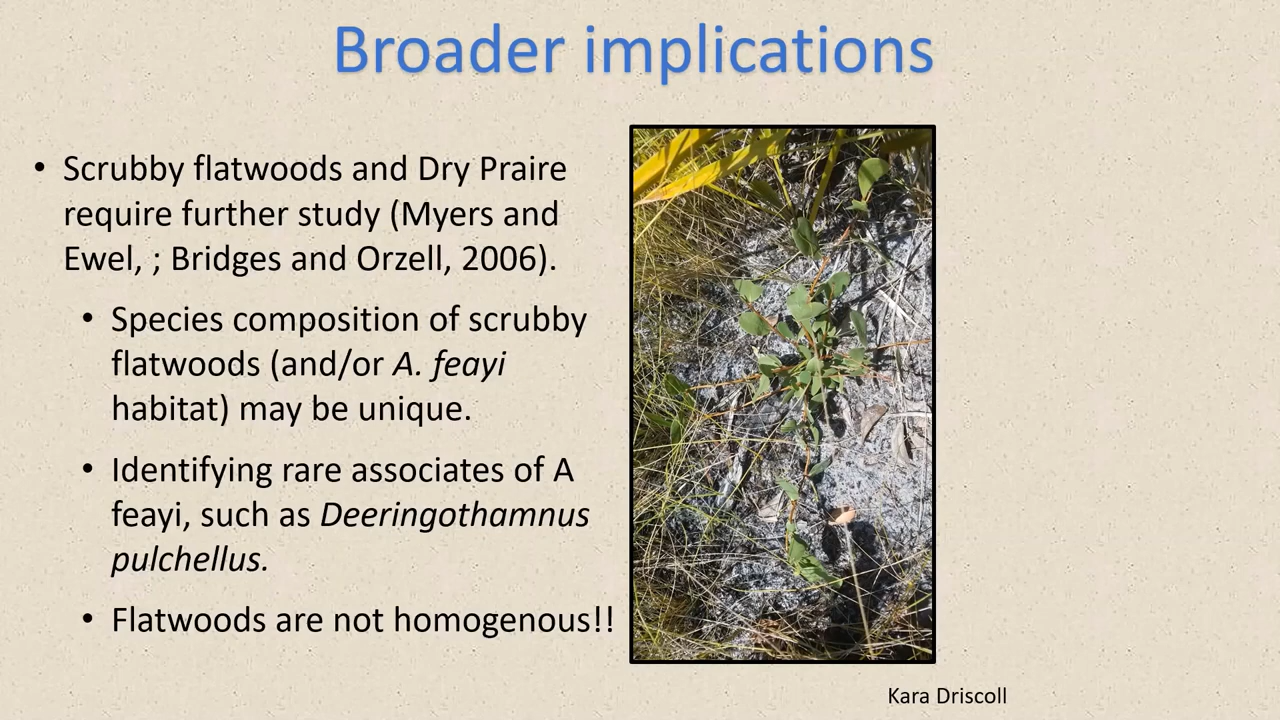 Broader implications
• Scrubby flatwoods and Dry Praire
require further study (Myers and
Ewel, ; Bridges and Orzell, 2006).
• Species composition of scrubby
flatwoods (and/or A. feayi
habitat) may be unique.
• Identifying rare associates of A
feayi, such as Deeringothamnus
pulchellus.
• Flatwoods are not homogenous!!
Kara Driscoll